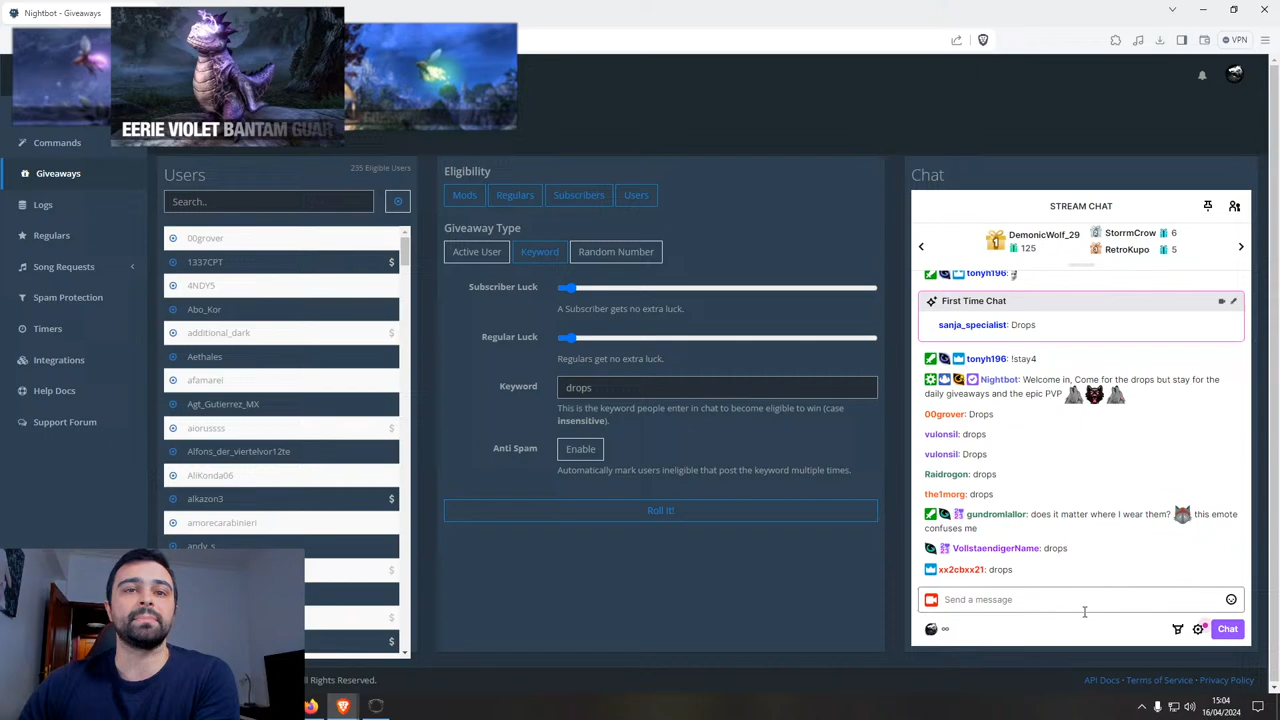 Nightbot - Giveaways
VPN
EERIE VIOLET BANTAM GUAR
Commands
Giveaways
Logs
Regulars
Song Requests
Spam Protection
Timers
Integrations
Help Docs
Support Forum
Users
235 Eligible Users
Search..
00grover
1337CPT $
4NDY5
Abo_Kor
additional_dark $
Aethales
afamarei
Agt_Gutierrez_MX
aiorussss $
Alfons_der_viertelvor12te
AliKonda06
alkazon3 $
amorecarabinieri
andy_s
$
$
$
Eligibility
Mods Regulars Subscribers Users
Giveaway Type
Active User Keyword Random Number
Subscriber Luck
A Subscriber gets no extra luck.
Regular Luck
Regulars get no extra luck.
Keyword drops
This is the keyword people enter in chat to become eligible to win (case
insensitive).
Anti Spam Enable
Automatically mark users ineligible that post the keyword multiple times.
Roll It!
Chat
STREAM CHAT
1 DemonicWolf_29 125
StorrmCrow 6
RetroKupo 5
tonyh196:
First Time Chat
sanja_specialist: Drops
tonyh196: !stay4
Nightbot: Welcome in, Come for the drops but stay for the
daily giveaways and the epic PVP
00grover: Drops
vulonsil: drops
vulonsil: Drops
Raidrogon: drops
the1morg: drops
gundromlallor: does it matter where I wear them? this emote
confuses me
VollstaendigerName: drops
xx2cbxx21: drops
Send a message
∞
Chat
ll Rights Reserved.
API Docs • Terms of Service • Privacy Policy
15:04
16/04/2024